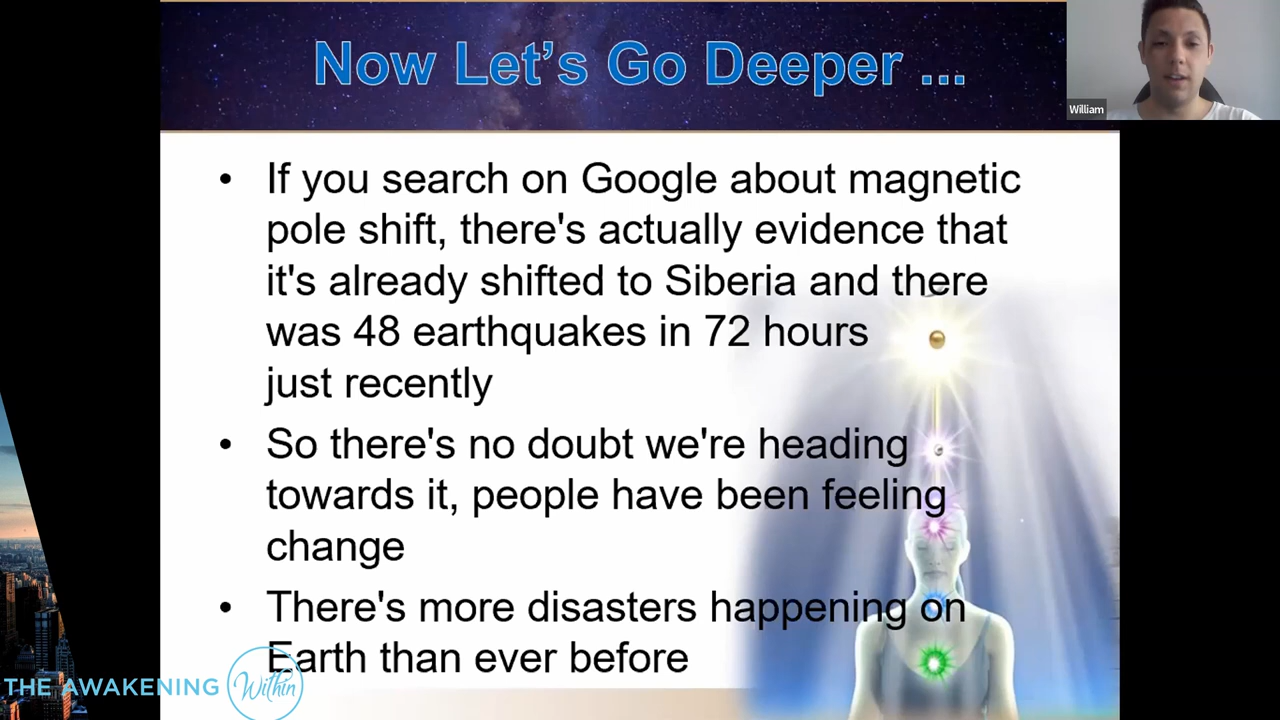 Now Let's Go Deeper ...
William
• If you search on Google about magnetic
pole shift, there's actually evidence that
it's already shifted to Siberia and there
was 48 earthquakes in 72 hours
just recently
• So there's no doubt we're heading
towards it, people have been feeling
change
• There's more disasters happening on
Earth than ever before
THE AWAKENING Within